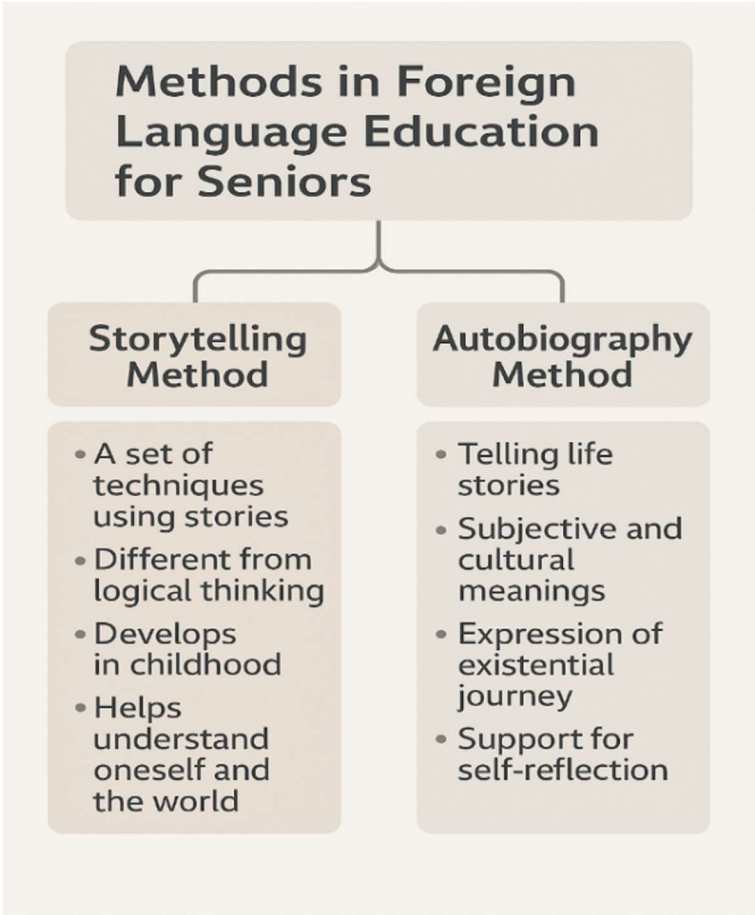 Methods in Foreign
Language Education
for Seniors
Storytelling
Method
• A set of
techniques
using stories
• Different from
logical thinking
• Develops
in childhood
• Helps
understand
oneself and
the world
Autobiography
Method
• Telling life
stories
• Subjective and
cultural
meanings
• Expression of
existential
journey
• Support for
self-reflection